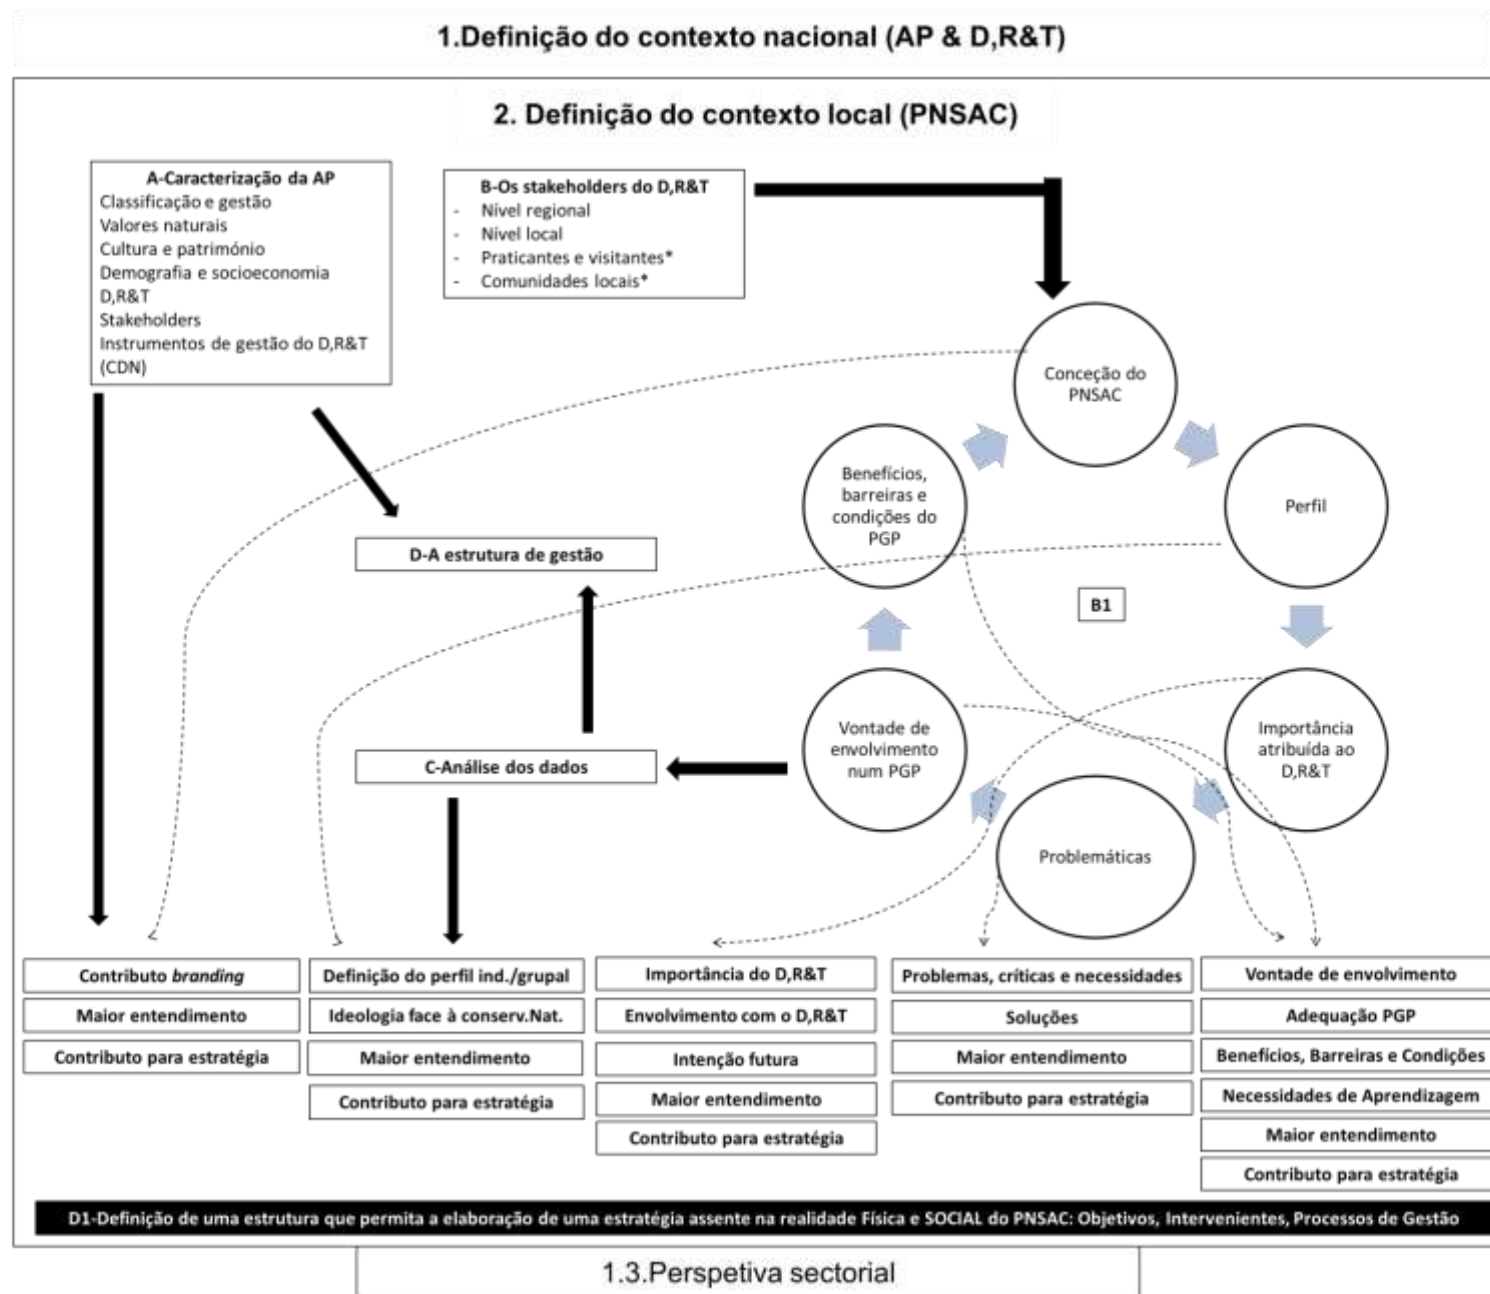 1.Definição do contexto nacional (AP & D,R&T)
2. Definição do contexto local (PNSAC)
A-Caracterização da AP
Classificação e gestão
Valores naturais
Cultura e património
Demografia e socioeconomia
D,R&T
Stakeholders
Instrumentos de gestão do D,R&T
(CDN)
B-Os stakeholders do D,R&T
- Nível regional
- Nível local
- Praticantes e visitantes*
- Comunidades locais*
Conceção do
PNSAC
Benefícios,
barreiras e
condições do
PGP
Perfil
D-A estrutura de gestão
B1
Vontade de
envolvimento
num PGP
Importância
atribuída ao
D,R&T
C-Análise dos dados
Problemáticas
Contributo branding
Maior entendimento
Contributo para estratégia
Definição do perfil ind./grupal
Ideologia face à conserv.Nat.
Maior entendimento
Contributo para estratégia
Importância do D,R&T
Envolvimento com o D,R&T
Intenção futura
Maior entendimento
Contributo para estratégia
Problemas, críticas e necessidades
Soluções
Maior entendimento
Contributo para estratégia
Vontade de envolvimento
Adequação PGP
Benefícios, Barreiras e Condições
Necessidades de Aprendizagem
Maior entendimento
Contributo para estratégia
D1-Definição de uma estrutura que permita a elaboração de uma estratégia assente na realidade Física e SOCIAL do PNSAC: Objetivos, Intervenientes, Processos de Gestão
1.3.Perspetiva sectorial